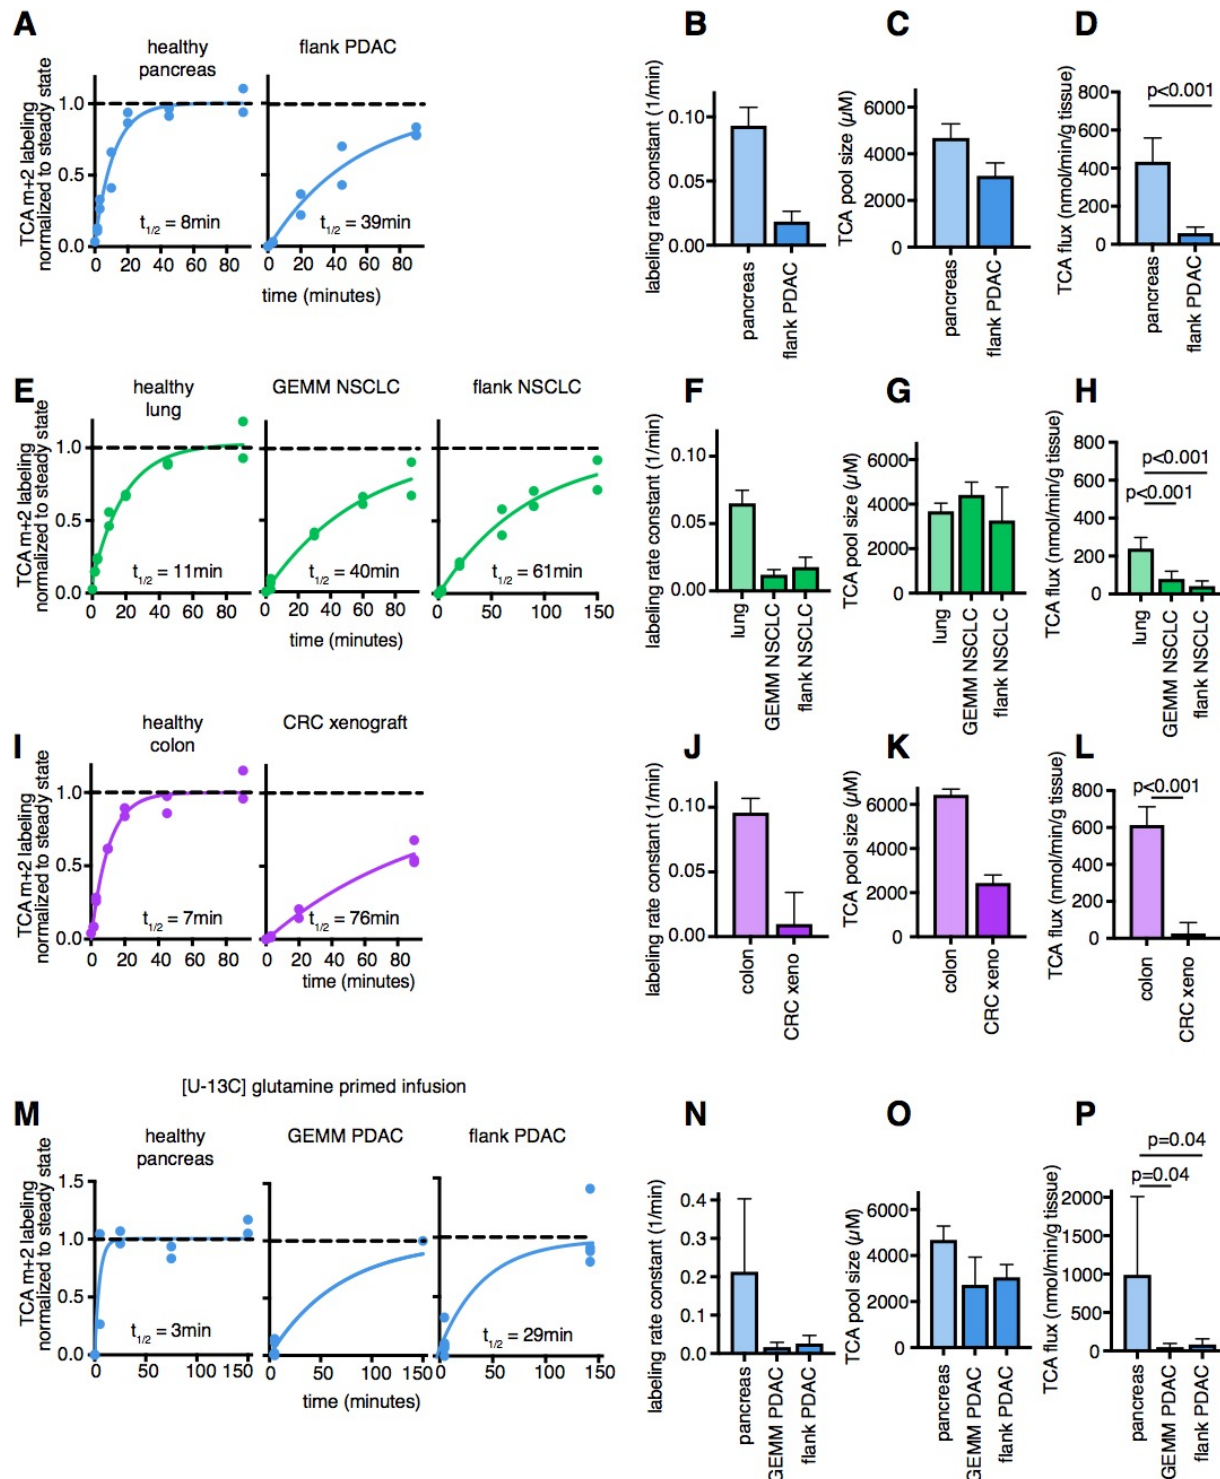 A
healthy
pancreas
flank PDAC
TCA m+2 labeling
normalized to steady state
1.0
0.5
0.0
t1/2 = 8min
t1/2 = 39min
0 20 40 60 80
0 20 40 60 80
time (minutes)
B
labeling rate constant (1/min)
0.10
0.05
0.00
pancreas
flank PDAC
C
TCA pool size (µM)
6000
4000
2000
0
pancreas
flank PDAC
D
TCA flux (nmol/min/g tissue)
800
600
400
200
0
p<0.001
pancreas
flank PDAC
E
healthy
lung
GEMM NSCLC
flank NSCLC
TCA m+2 labeling
normalized to steady state
1.0
0.5
0.0
t1/2 = 11min
t1/2 = 40min
t1/2 = 61min
0 20 40 60 80
0 20 40 60 80
0 50 100 150
time (minutes)
F
labeling rate constant (1/min)
0.10
0.05
0.00
lung
GEMM NSCLC
flank NSCLC
G
TCA pool size (µM)
6000
4000
2000
0
lung
GEMM NSCLC
flank NSCLC
H
TCA flux (nmol/min/g tissue)
800
600
400
200
0
p<0.001
p<0.001
lung
GEMM NSCLC
flank NSCLC
I
healthy
colon
CRC xenograft
TCA m+2 labeling
normalized to steady state
1.0
0.5
0.0
t1/2 = 7min
t1/2 = 76min
0 20 40 60 80
0 20 40 60 80
time (minutes)
J
labeling rate constant (1/min)
0.10
0.05
0.00
colon
CRC xeno
K
TCA pool size (µM)
6000
4000
2000
0
colon
CRC xeno
L
TCA flux (nmol/min/g tissue)
800
600
400
200
0
p<0.001
colon
CRC xeno
[U-13C] glutamine primed infusion
M
healthy
pancreas
GEMM PDAC
flank PDAC
TCA m+2 labeling
normalized to steady state
1.5
1.0
0.5
0.0
t1/2 = 3min
t1/2 = 29min
0 50 100 150
0 50 100 150
0 50 100 150
time (minutes)
N
labeling rate constant (1/min)
0.4
0.3
0.2
0.1
0.0
pancreas
GEMM PDAC
flank PDAC
O
TCA pool size (µM)
6000
4000
2000
0
pancreas
GEMM PDAC
flank PDAC
P
TCA flux (nmol/min/g tissue)
2000
1500
1000
500
0
p=0.04
p=0.04
pancreas
GEMM PDAC
flank PDAC